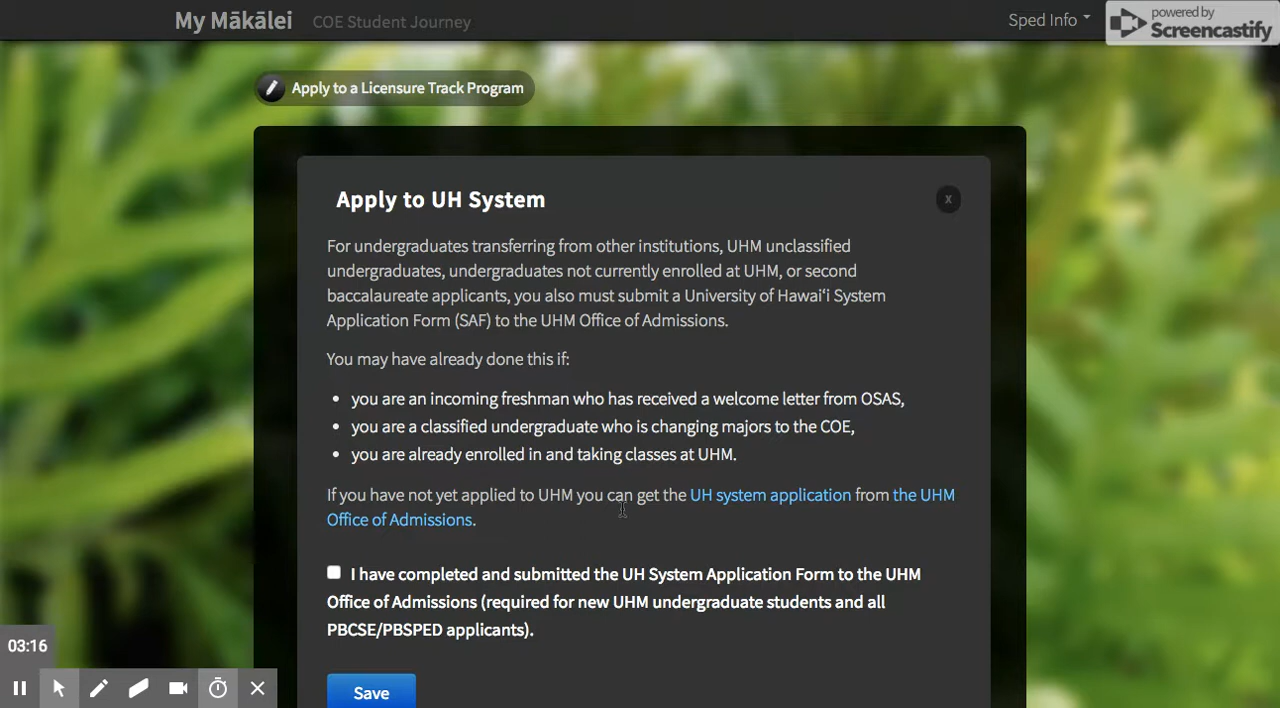 My Mākālei COE Student Journey Sped Info
powered by
Screencastify
Apply to a Licensure Track Program
Apply to UH System
x
For undergraduates transferring from other institutions, UHM unclassified
undergraduates, undergraduates not currently enrolled at UHM, or second
baccalaureate applicants, you also must submit a University of Hawaiʻi System
Application Form (SAF) to the UHM Office of Admissions.
You may have already done this if:
• you are an incoming freshman who has received a welcome letter from OSAS,
• you are a classified undergraduate who is changing majors to the COE,
• you are already enrolled in and taking classes at UHM.
If you have not yet applied to UHM you can get the UH system application from the UHM
Office of Admissions.
I have completed and submitted the UH System Application Form to the UHM
Office of Admissions (required for new UHM undergraduate students and all
PBCSE/PBSPED applicants).
03:16
Save